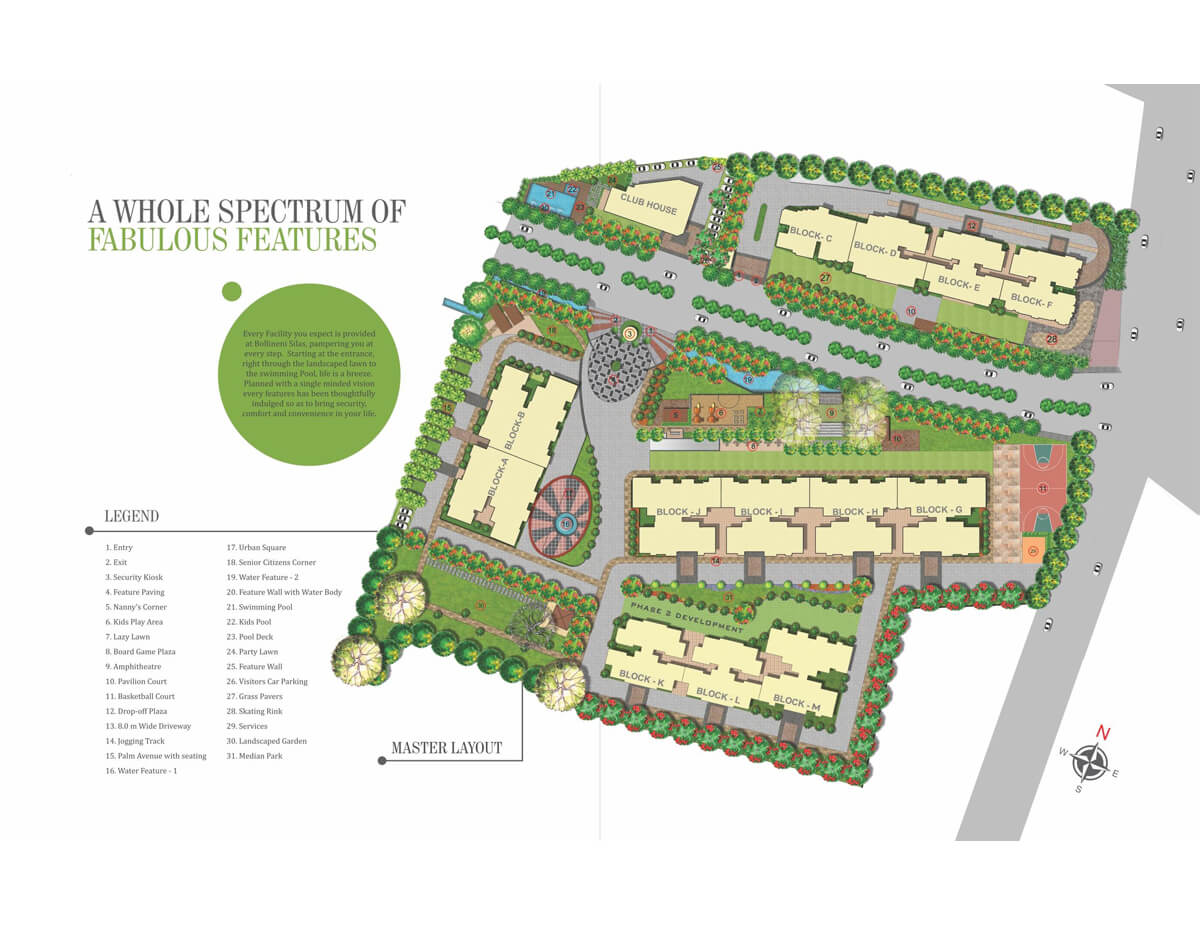 A WHOLE SPECTRUM OF
FABULOUS FEATURES
Every Facility you expect is provided
at Bollineni Silas, pampering you at
every step. Starting at the entrance,
right through the landscaped lawn to
the swimming Pool, life is a breeze.
Planned with a single minded vision
every features has been thoughtfully
indulged so as to bring security,
comfort and convenience in your life.
LEGEND
1. Entry
2. Exit
3. Security Kiosk
4. Feature Paving
5. Nanny's Corner
6. Kids Play Area
7. Lazy Lawn
8. Board Game Plaza
9. Amphitheatre
10. Pavilion Court
11. Basketball Court
12. Drop-off Plaza
13. 8.0 m Wide Driveway
14. Jogging Track
15. Palm Avenue with seating
16. Water Feature - 1
17. Urban Square
18. Senior Citizens Corner
19. Water Feature - 2
20. Feature Wall with Water Body
21. Swimming Pool
22. Kids Pool
23. Pool Deck
24. Party Lawn
25. Feature Wall
26. Visitors Car Parking
27. Grass Pavers
28. Skating Rink
29. Services
30. Landscaped Garden
31. Median Park
MASTER LAYOUT
CLUB HOUSE
BLOCK- C
BLOCK- D
BLOCK- E
BLOCK- F
BLOCK-B
BLOCK-A
BLOCK - J
BLOCK - I
BLOCK - H
BLOCK - G
PHASE 2 DEVELOPMENT
BLOCK - K
BLOCK - L
BLOCK - M
21
22
23
25
12
27
10
28
18
3
19
5
6
9
10
11
16
14
29
30
31
N
W
E
S